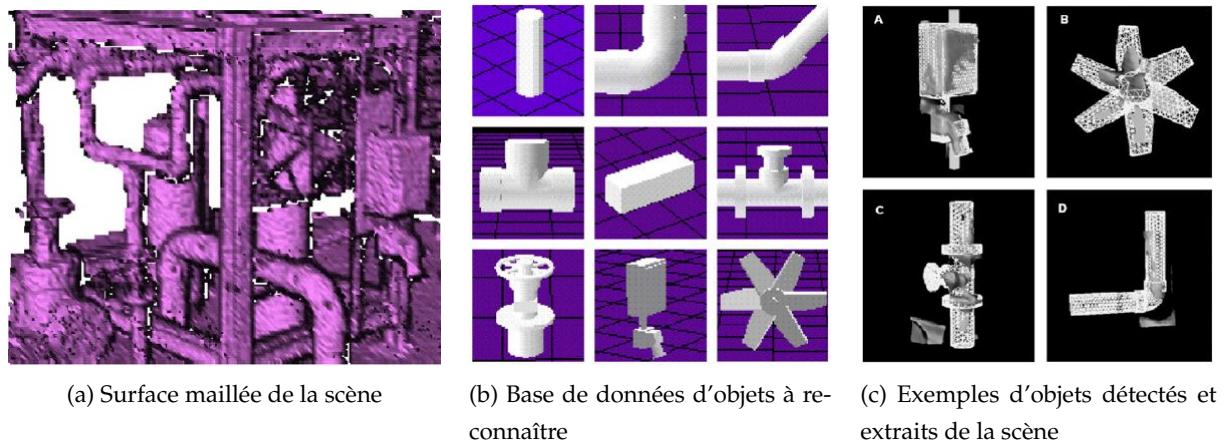 A
B
C
D
(a) Surface maillée de la scène
(b) Base de données d'objets à re-
connaître
(c) Exemples d'objets détectés et
extraits de la scène